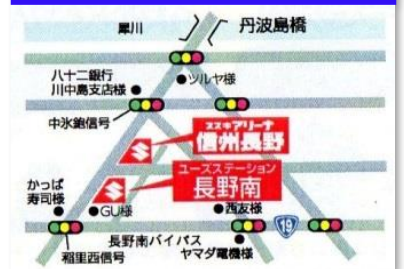 犀川
丹波島橋
八十二銀行
川中島支店様
ツルヤ様
中氷鉋信号
スズキアリーナ
信州長野
ユーズステーション
長野南
かっぱ
寿司様
GU様
西友様
19
長野南バイパス
ヤマダ電機様
稲里西信号